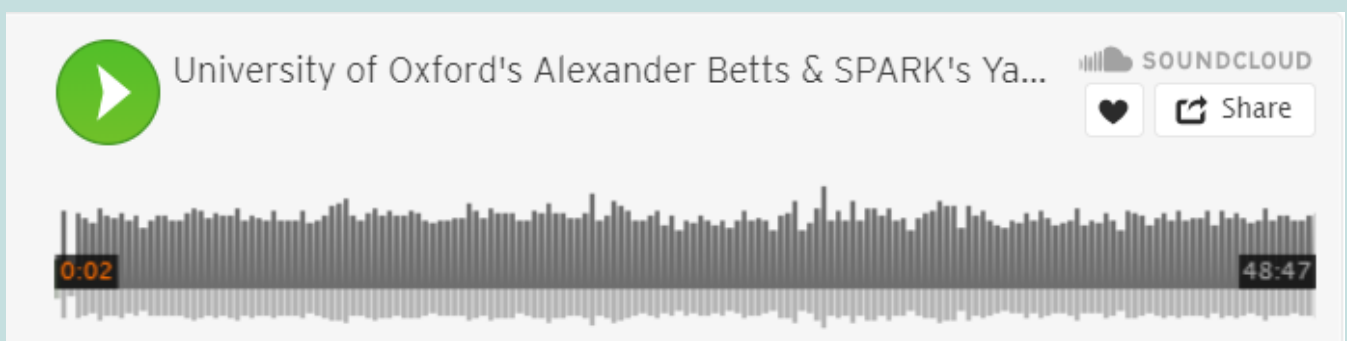 University of Oxford's Alexander Betts & SPARK's Ya...
SOUNDCLOUD
Share
0:02
48:47